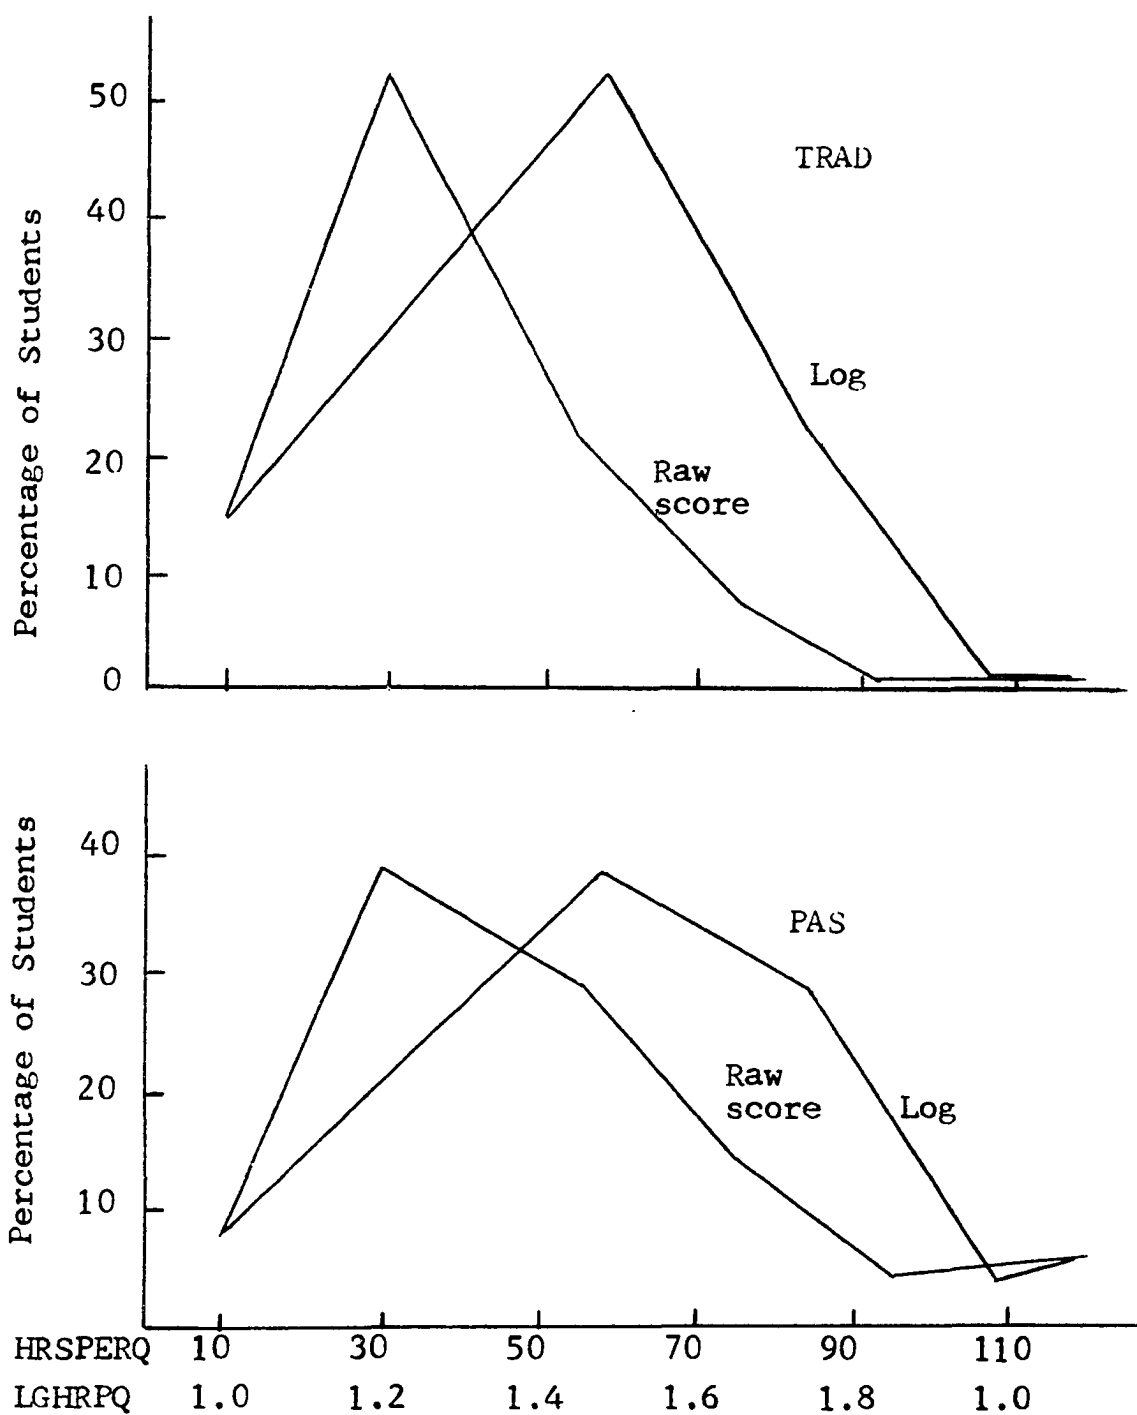 50
40
30
20
10
0
Percentage of Students
TRAD
Log
Raw
score
40
30
20
10
Percentage of Students
PAS
Raw
score
Log
HRSPERQ 10 30 50 70 90 110
LGHRPQ 1.0 1.2 1.4 1.6 1.8 1.0